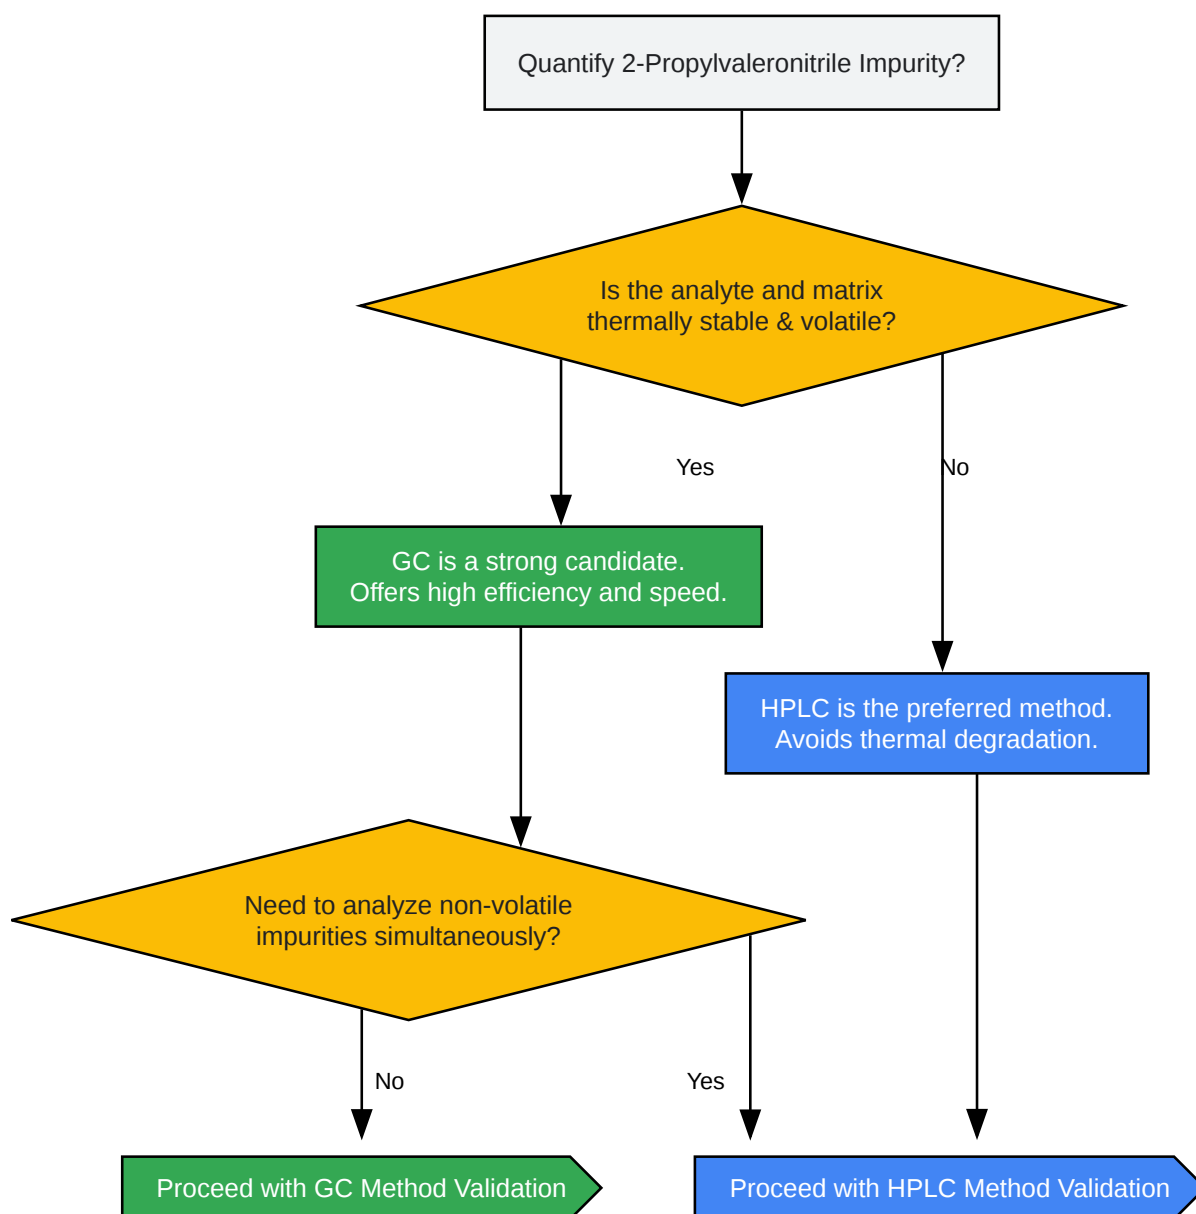 Quantify 2-Propylvaleronitrile Impurity?
Is the analyte and matrix
thermally stable & volatile?
Yes
No
GC is a strong candidate.
Offers high efficiency and speed.
HPLC is the preferred method.
Avoids thermal degradation.
Need to analyze non-volatile
impurities simultaneously?
No
Yes
Proceed with GC Method Validation
Proceed with HPLC Method Validation